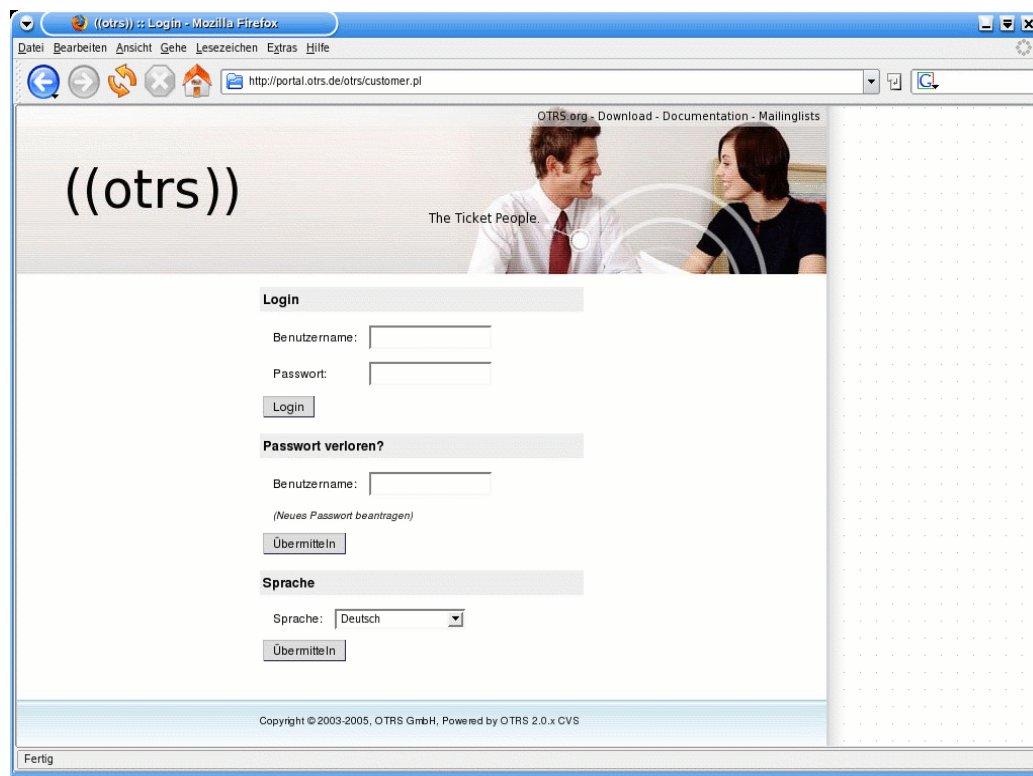 ((otrs)) :: Login - Mozilla Firefox
Datei Bearbeiten Ansicht Gehe Lesezeichen Extras Hilfe
http://portal.otrs.de/otrs/customer.pl
G
OTRS.org - Download - Documentation - Mailinglists
((otrs))
The Ticket People.
Login
Benutzername:
Passwort:
Login
Passwort verloren?
Benutzername:
(Neues Passwort beantragen)
Übermitteln
Sprache
Sprache: Deutsch
Übermitteln
Copyright © 2003-2005, OTRS GmbH, Powered by OTRS 2.0.x CVS
Fertig